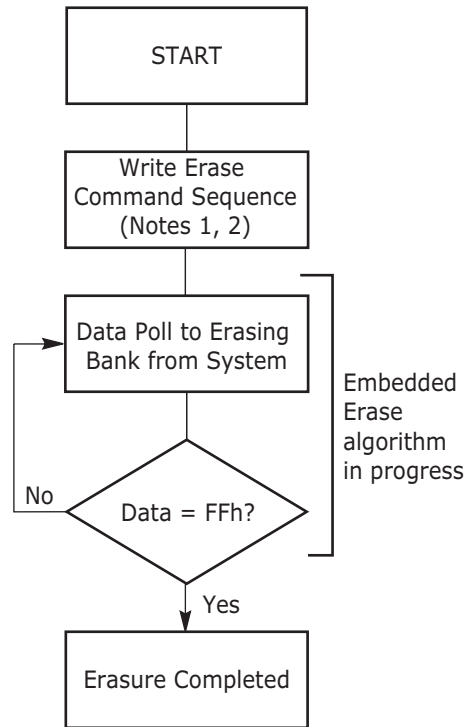 START
Write Erase
Command Sequence
(Notes 1, 2)
Data Poll to Erasing
Bank from System
Embedded
Erase
algorithm
in progress
No
Data = FFh?
Yes
Erasure Completed